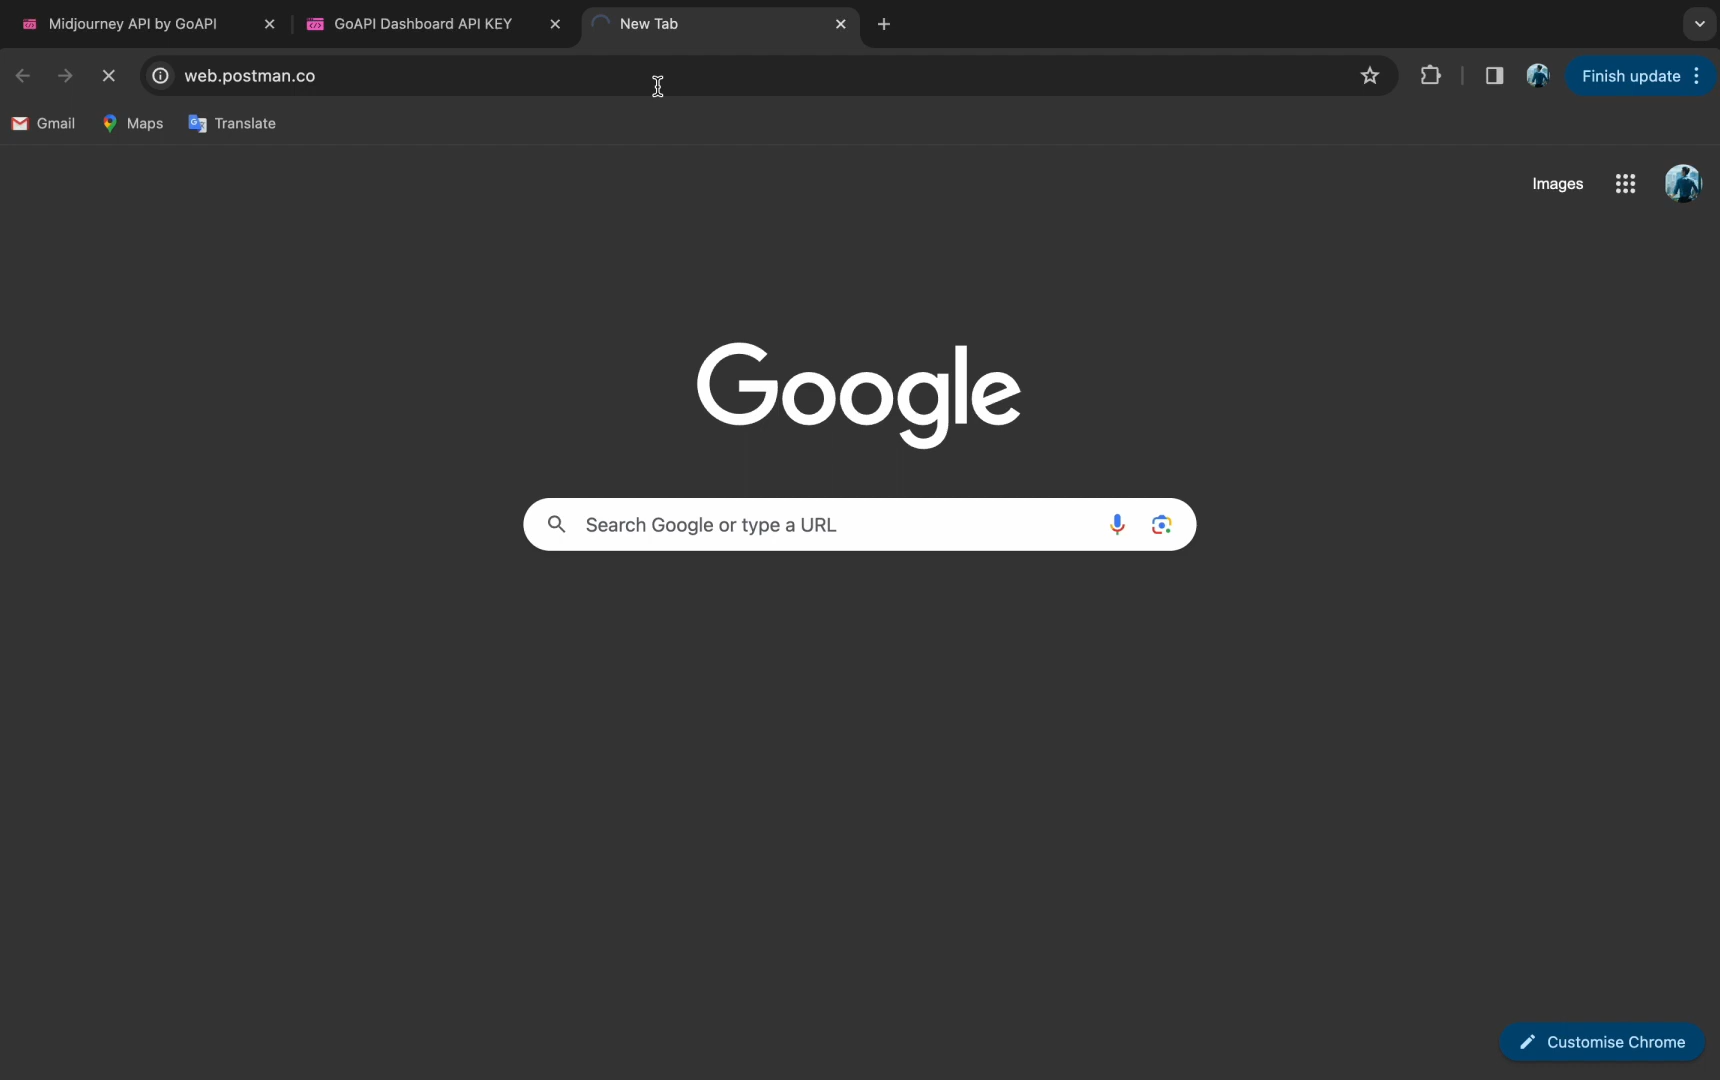 Midjourney API by GoAPI
GoAPI Dashboard API KEY
New Tab
web.postman.co
Finish update
Gmail
Maps
Translate
Images
Google
Search Google or type a URL
Customise Chrome